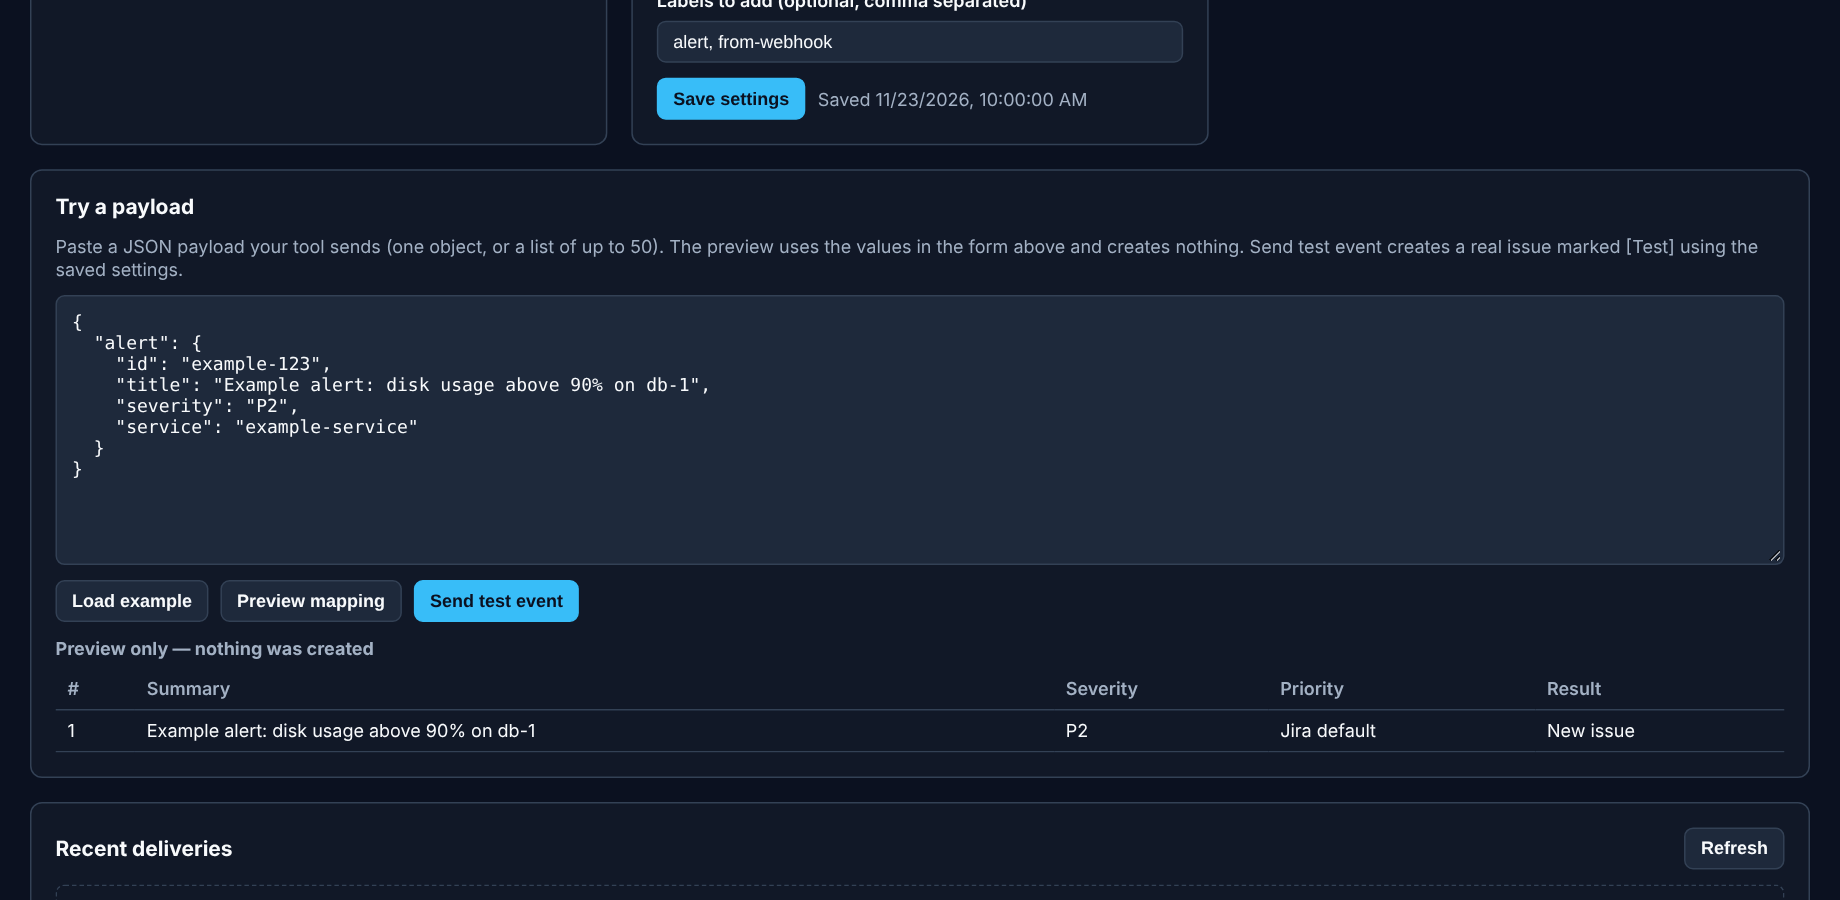 Labels to add (optional, comma separated)
alert, from-webhook
Save settings
Saved 11/23/2026, 10:00:00 AM
Try a payload
Paste a JSON payload your tool sends (one object, or a list of up to 50). The preview uses the values in the form above and creates nothing. Send test event creates a real issue marked [Test] using the
saved settings.
{
  "alert": {
    "id": "example-123",
    "title": "Example alert: disk usage above 90% on db-1",
    "severity": "P2",
    "service": "example-service"
  }
}
Load example
Preview mapping
Send test event
Preview only — nothing was created
# Summary Severity Priority Result
1 Example alert: disk usage above 90% on db-1 P2 Jira default New issue
Recent deliveries
Refresh